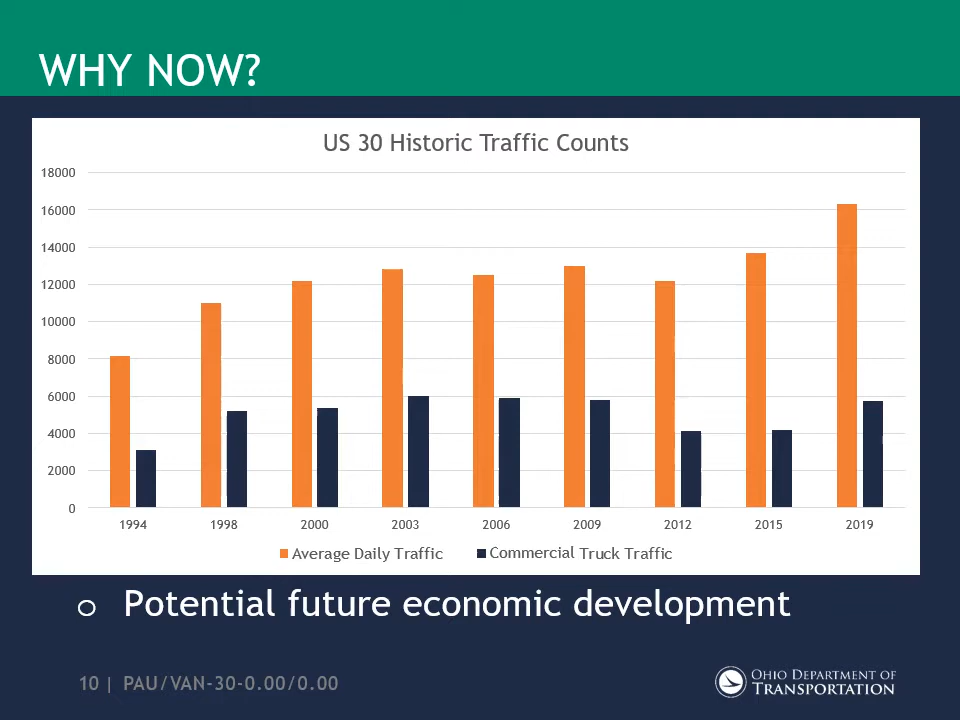 WHY NOW?
US 30 Historic Traffic Counts
18000
16000
14000
12000
10000
8000
6000
4000
2000
0
1994 1998 2000 2003 2006 2009 2012 2015 2019
Average Daily Traffic Commercial Truck Traffic
o Potential future economic development
10 | PAU/VAN-30-0.00/0.00
OHIO DEPARTMENT OF
TRANSPORTATION